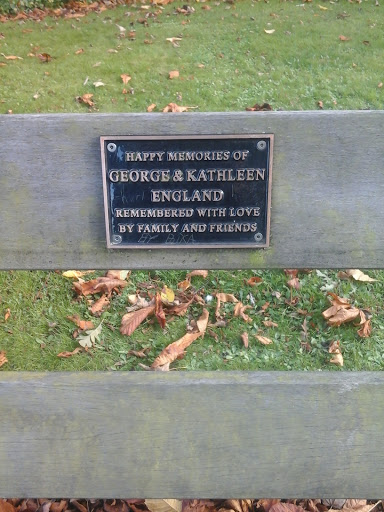 HAPPY MEMORIES OF
GEORGE & KATHLEEN
ENGLAND
REMEMBERED WITH LOVE
BY FAMILY AND FRIENDS